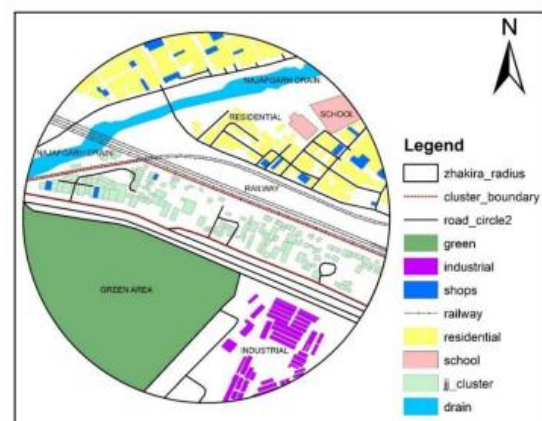 N
NAJAFGARH DRAIN
SCHOOL
RESIDENTIAL
NAJAFGARH DRAIN
RAILWAY
GREEN AREA
INDUSTRIAL
Legend
zhakira_radius
cluster_boundary
road_circle2
green
industrial
shops
railway
residential
school
jj_cluster
drain